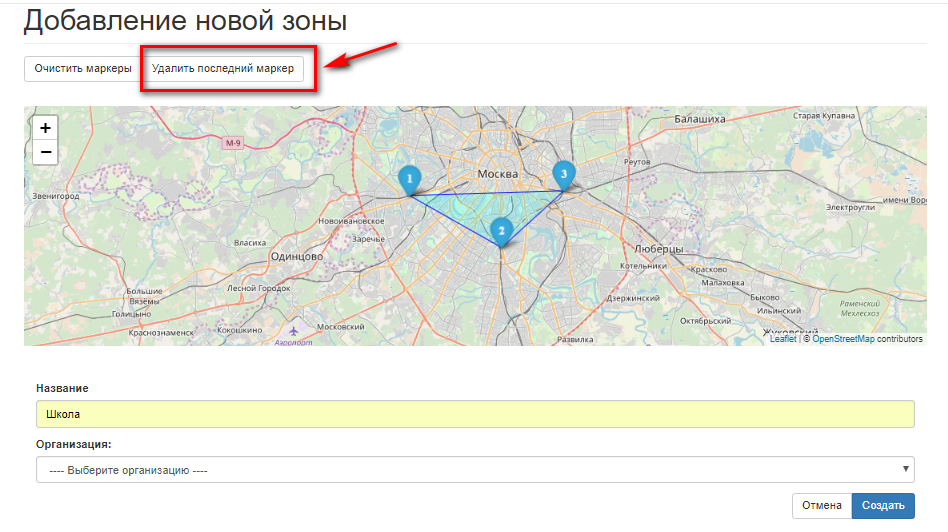 Добавление новой зоны
Очистить маркеры
Удалить последний маркер
+
−
М-9
Балашиха
Старая Купавна
1
Москва
3
Реутов
Звенигород
Электроугли
имени Воро
Новоивановское
2
Власиха
Заречье
Одинцово
Люберцы
Котельники
Красково
Малаховка
Большие
Вязёмы
Лесной Городок
Дзержинский
Быково
Раменский
Мехлесхоз
Голицыно
Ильинский
Краснознаменск
Кокошкино
Московский
Октябрьский
Аэропорт
Развилка
Жуковский
Leaflet | © OpenStreetMap contributors
Название
Школа
Организация:
---- Выберите организацию ----
Отмена
Создать